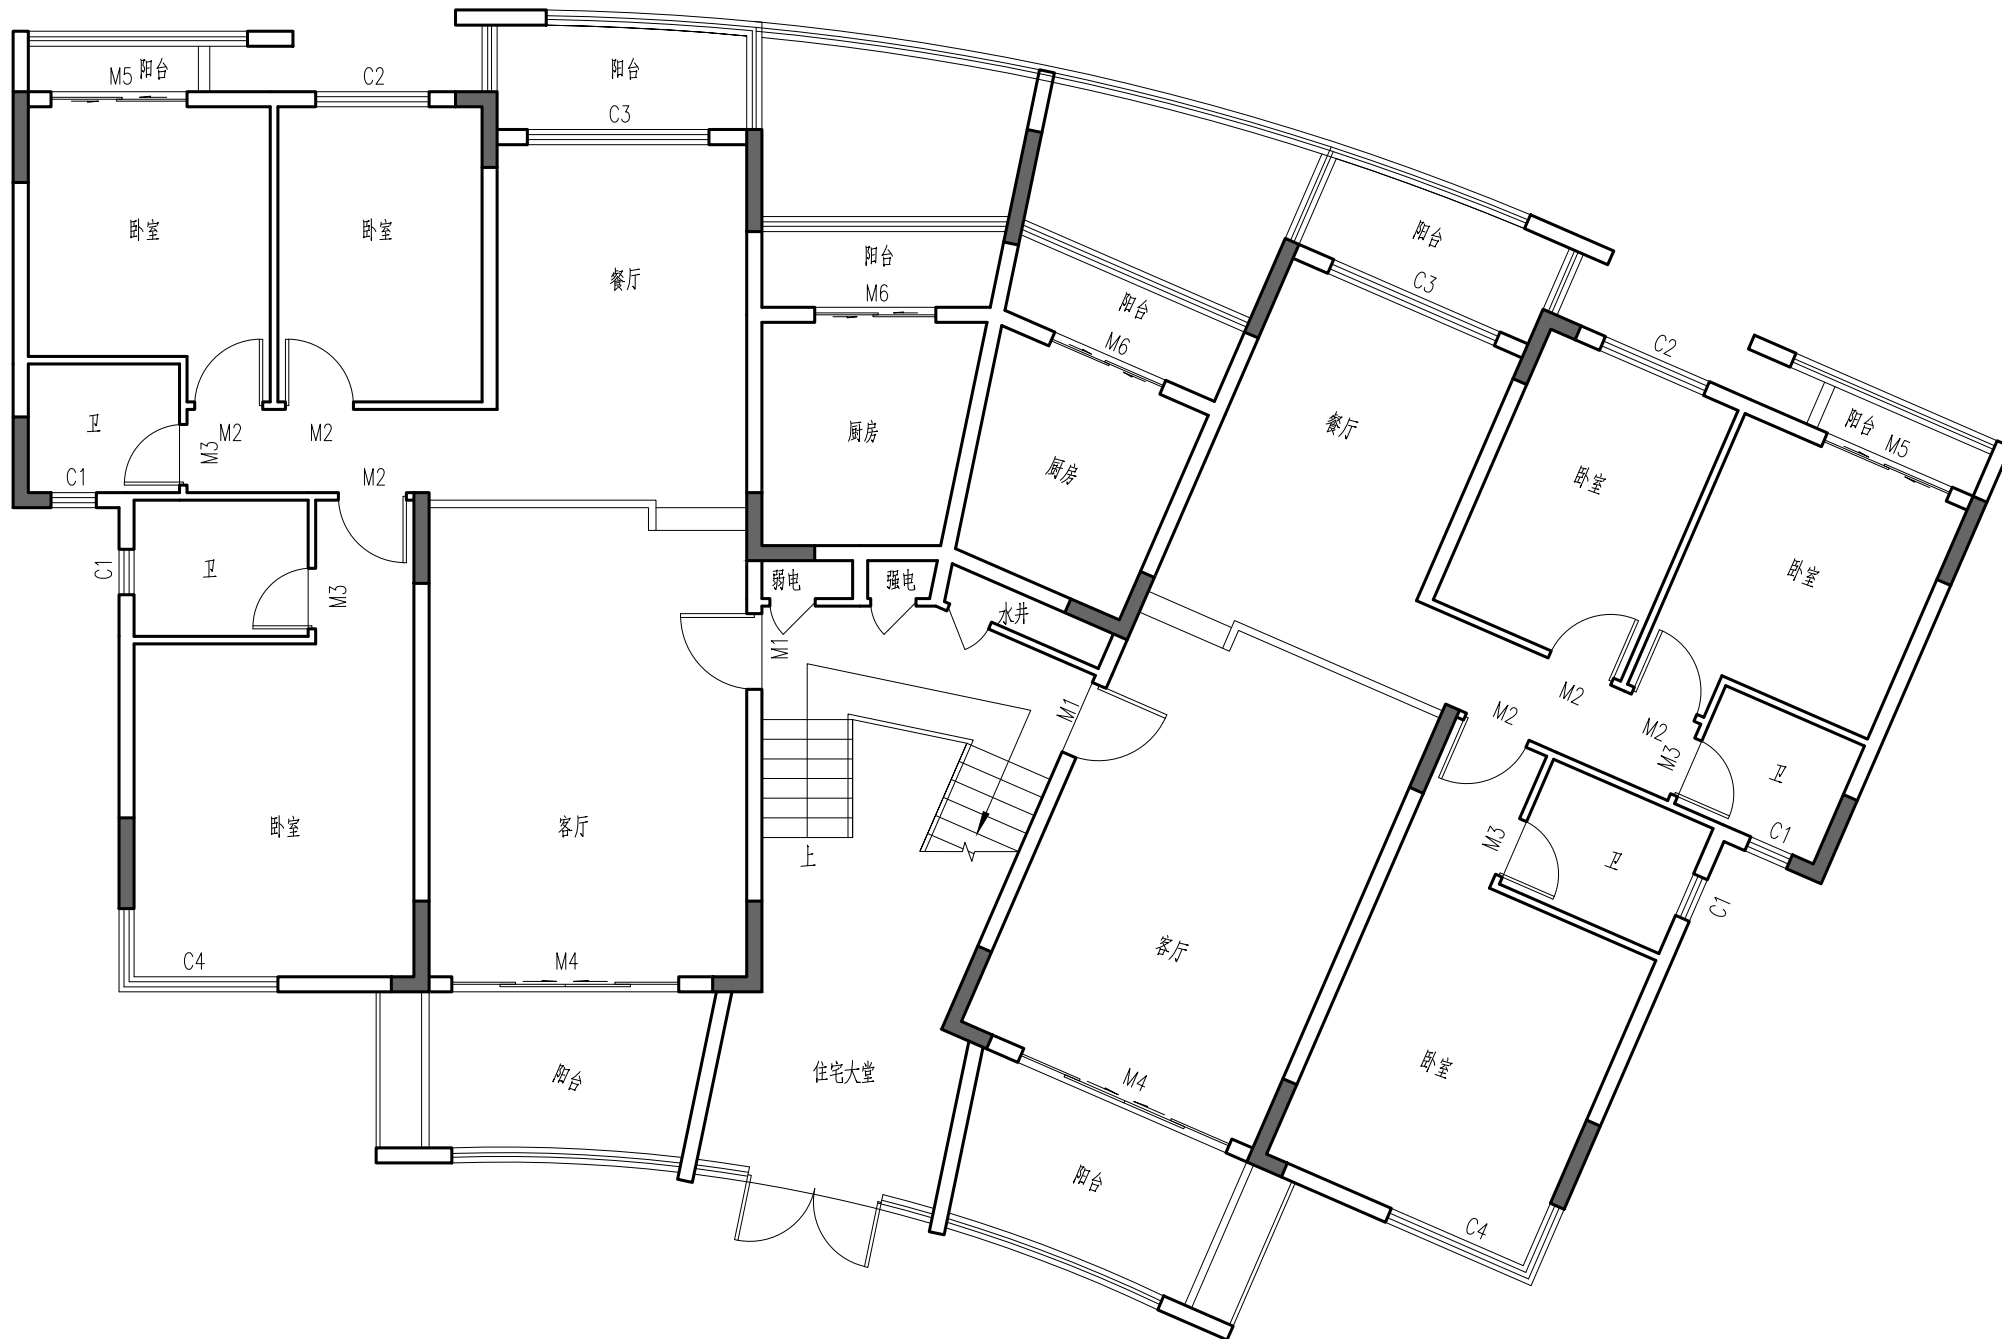 M5
阳台
C2
阳台
C3
卧室
卧室
餐厅
阳台
M6
阳台
M6
阳台
C3
C2
阳台
M5
卫
M3
M2
M2
M2
C1
厨房
厨房
餐厅
卧室
卧室
C1
卫
M3
弱电
强电
水井
M1
M1
M2
M2
M2
M3
卫
C1
M3
卫
C1
卧室
客厅
上
客厅
C4
M4
卧室
M4
阳台
住宅大堂
阳台
C4